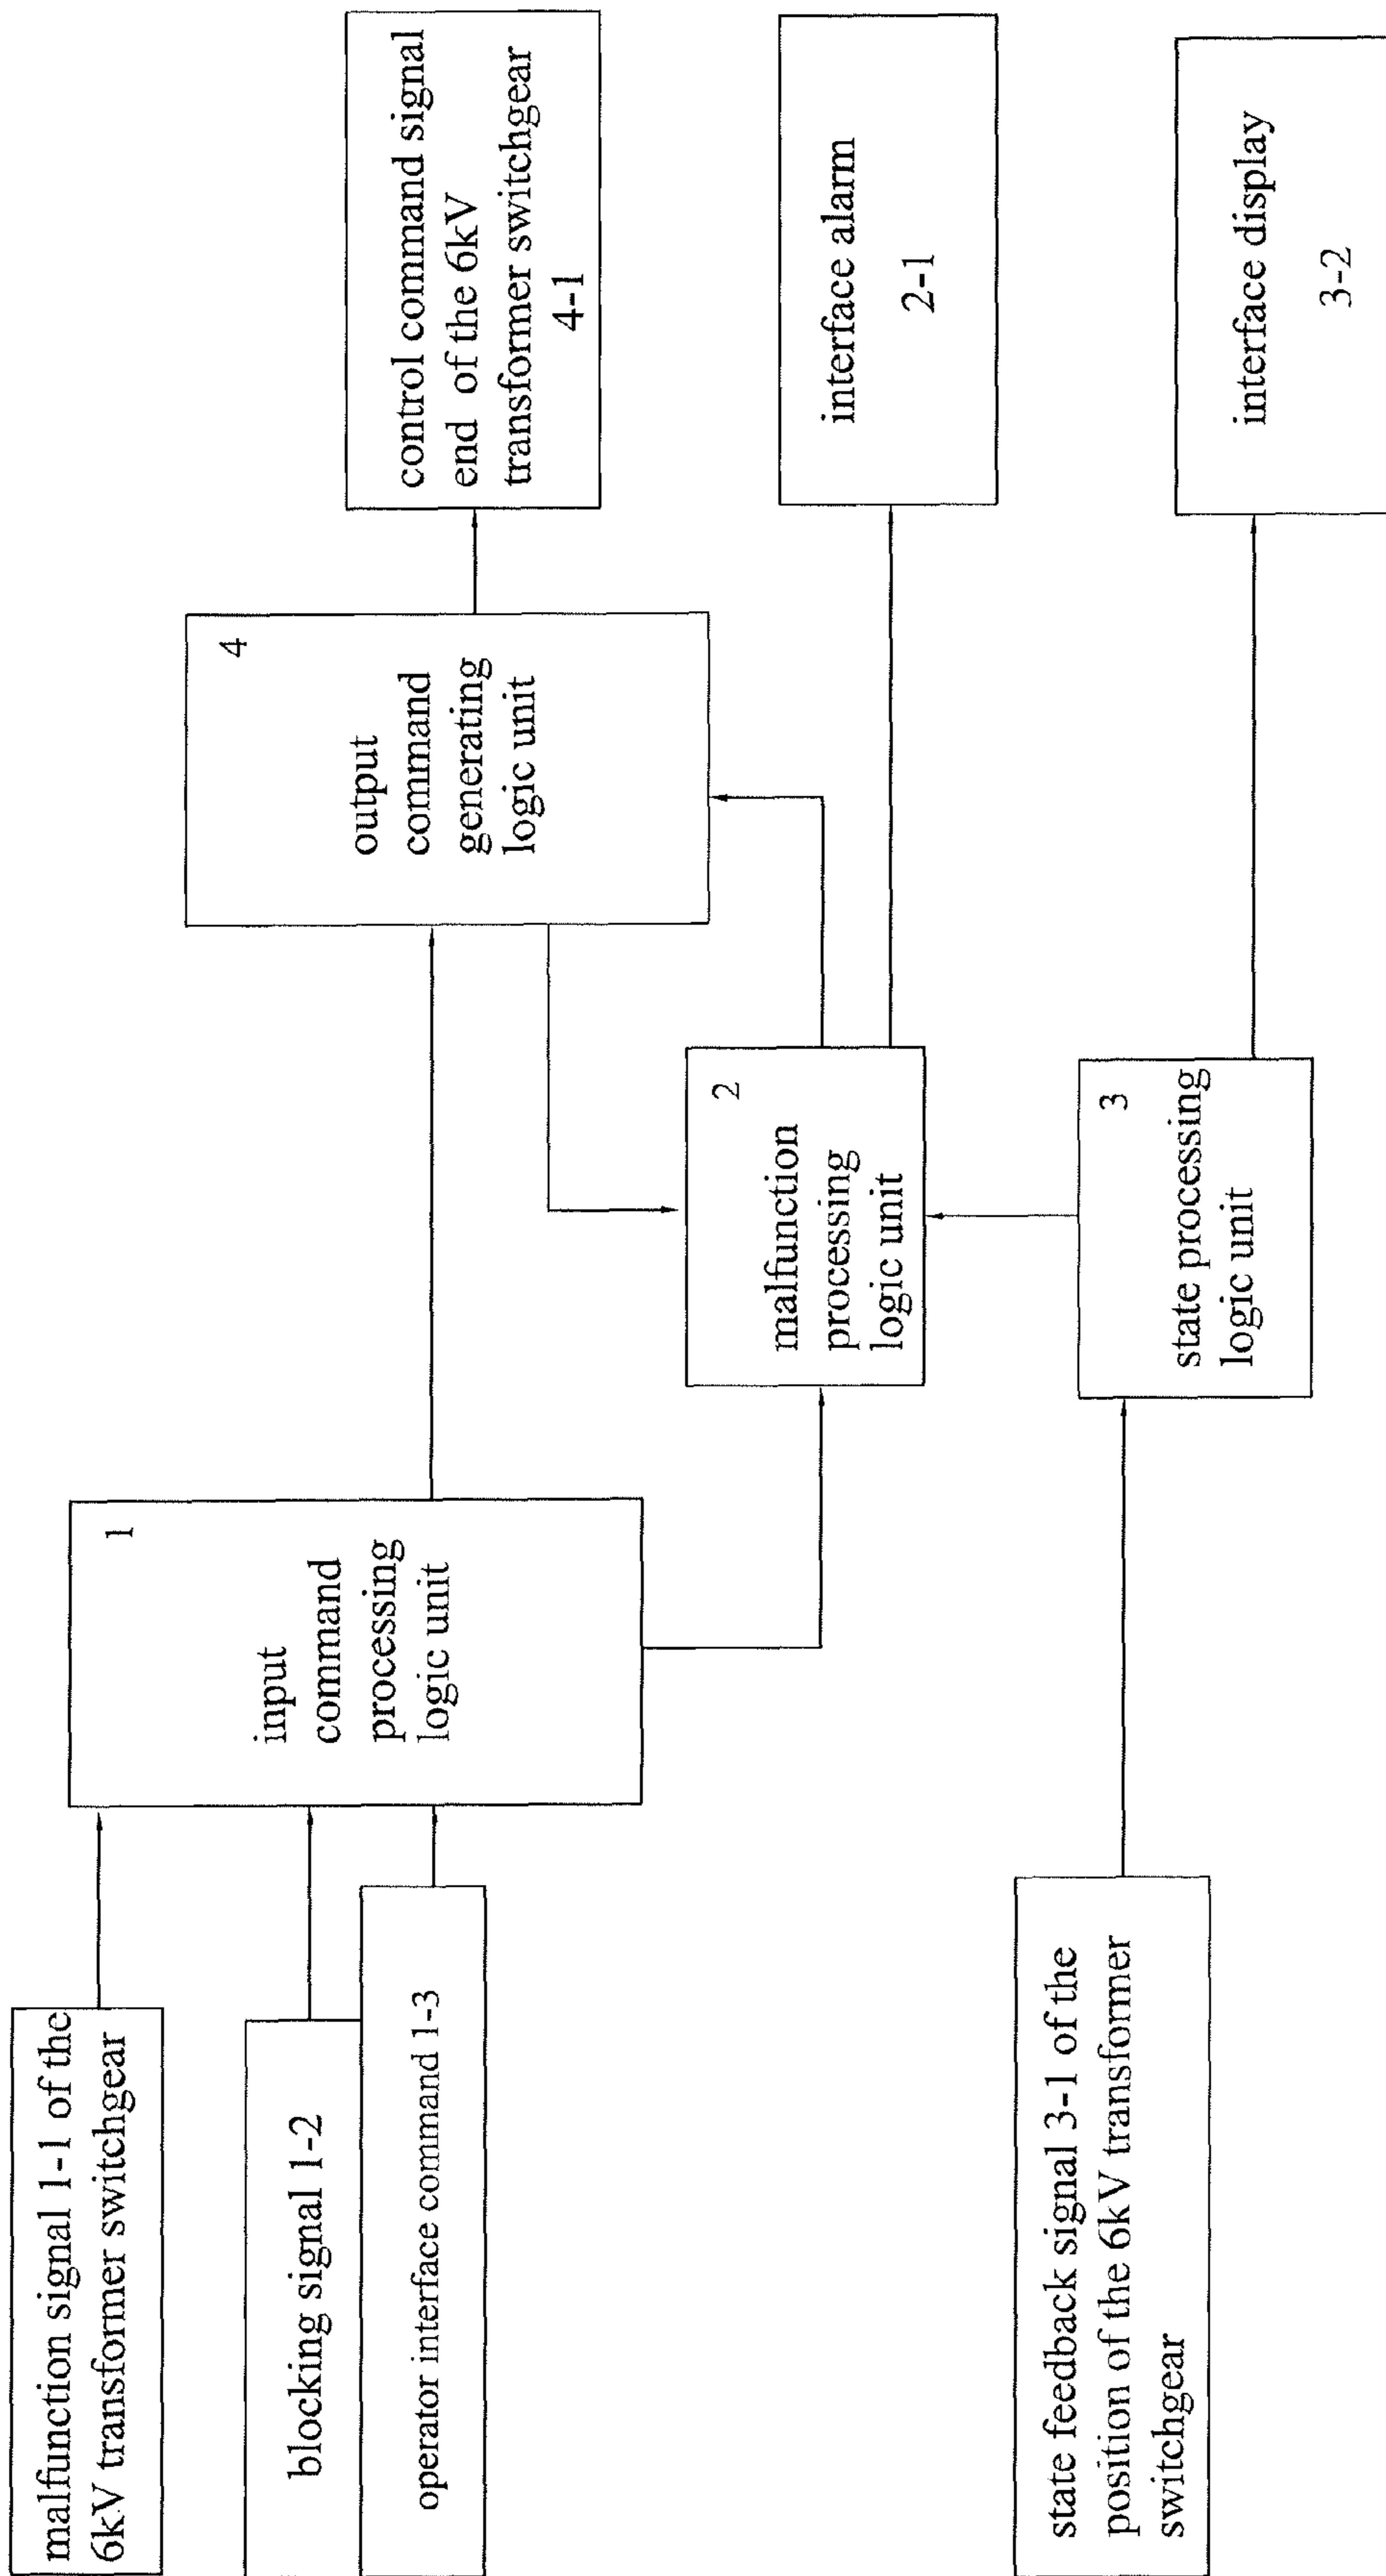 malfunction signal 1-1 of the
6kV transformer switchgear
blocking signal 1-2
operator interface command 1-3
1
input
command
processing
logic unit
4
output
command
generating
logic unit
control command signal
end of the 6kV
transformer switchgear
4-1
2
malfunction
processing
logic unit
interface alarm
2-1
state feedback signal 3-1 of the
position of the 6kV transformer
switchgear
3
state processing
logic unit
interface display
3-2